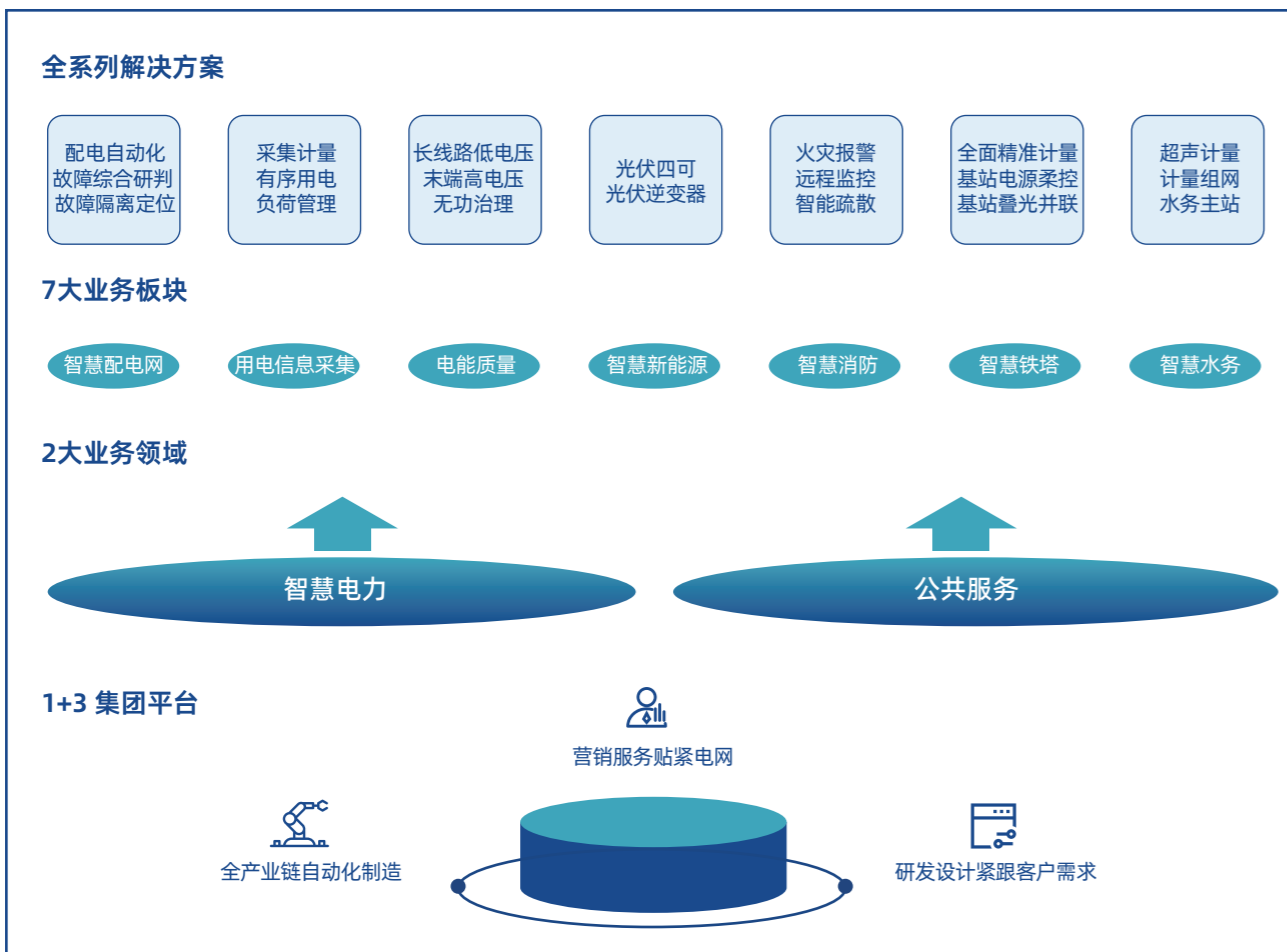 全系列解决方案
配电自动化
故障综合研判
故障隔离定位
采集计量
有序用电
负荷管理
长线路低电压
末端高电压
无功治理
光伏四可
光伏逆变器
火灾报警
远程监控
智能疏散
全面精准计量
基站电源柔控
基站叠光并联
超声计量
计量组网
水务主站
7大业务板块
智慧配电网
用电信息采集
电能质量
智慧新能源
智慧消防
智慧铁塔
智慧水务
2大业务领域
智慧电力
公共服务
1+3 集团平台
营销服务贴紧电网
全产业链自动化制造
研发设计紧跟客户需求